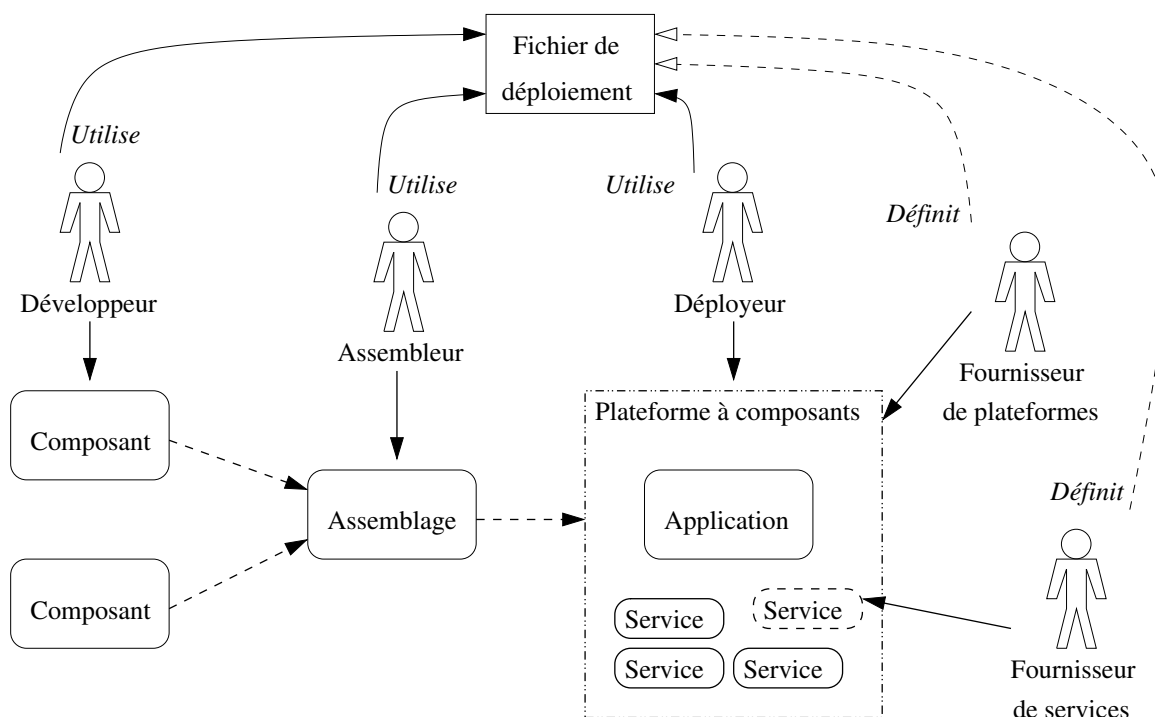 Fichier de
déploiement
Utilise
Utilise
Utilise
Définit
Développeur
Assembleur
Déployeur
Fournisseur
de plateformes
Plateforme à composants
Composant
Assemblage
Application
Définit
Composant
Service
Service
Service
Service
Fournisseur
de services